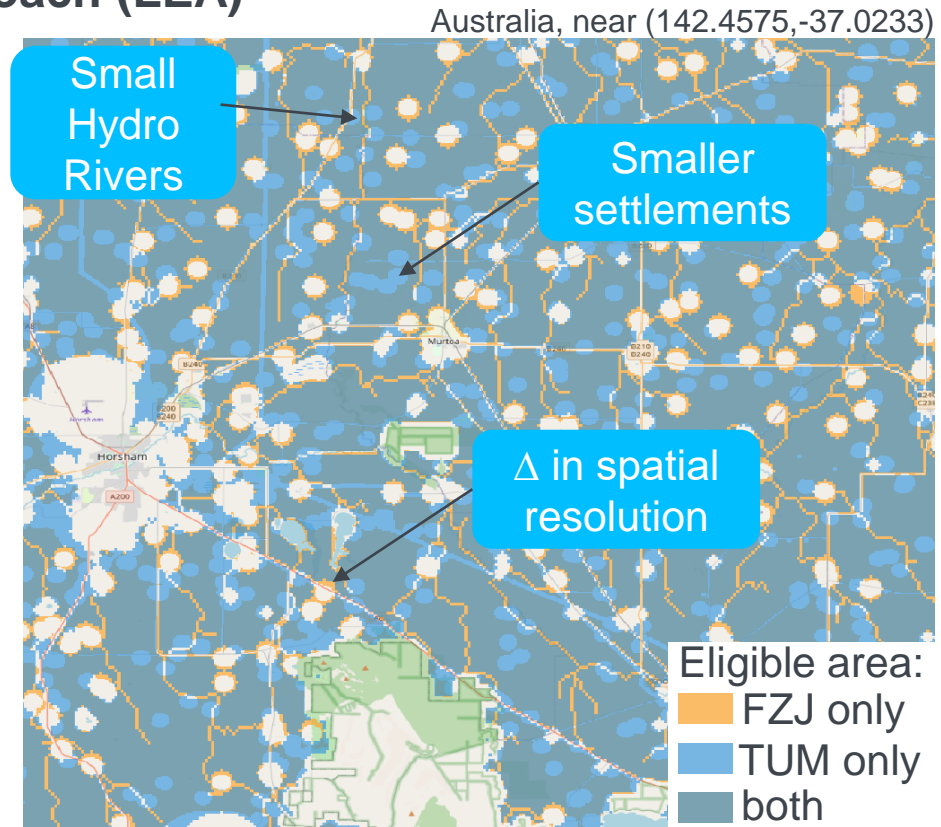 oach (LEA)
Australia, near (142.4575,-37.0233)
Small
Hydro
Rivers
Smaller
settlements
Murtoa
B210
B240
B240
Horsham
A200
Δ in spatial
resolution
Eligible area:
FZJ only
TUM only
both